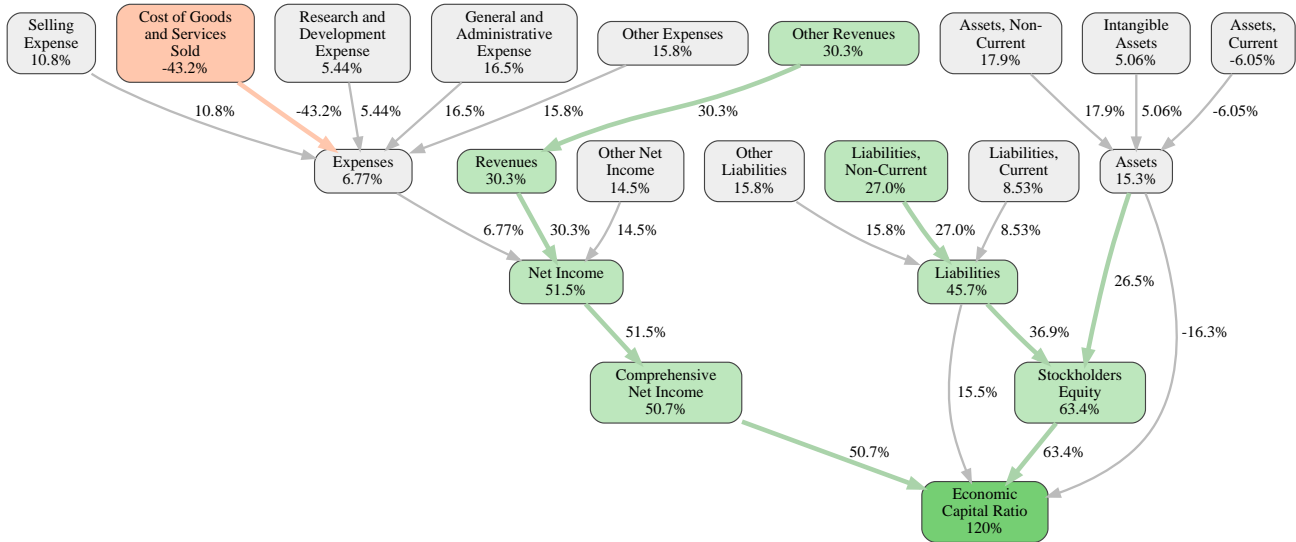 Selling
Expense
10.8%
Cost of Goods
and Services
Sold
-43.2%
Research and
Development
Expense
5.44%
General and
Administrative
Expense
16.5%
Other Expenses
15.8%
Other Revenues
30.3%
Assets, Non-
Current
17.9%
Intangible
Assets
5.06%
Assets,
Current
-6.05%
10.8%
-43.2%
5.44%
16.5%
15.8%
30.3%
17.9%
5.06%
-6.05%
Expenses
6.77%
Revenues
30.3%
Other Net
Income
14.5%
Other
Liabilities
15.8%
Liabilities,
Non-Current
27.0%
Liabilities,
Current
8.53%
Assets
15.3%
6.77%
30.3%
14.5%
15.8%
27.0%
8.53%
Net Income
51.5%
Liabilities
45.7%
26.5%
51.5%
36.9%
-16.3%
Comprehensive
Net Income
50.7%
15.5%
Stockholders
Equity
63.4%
50.7%
63.4%
Economic
Capital Ratio
120%